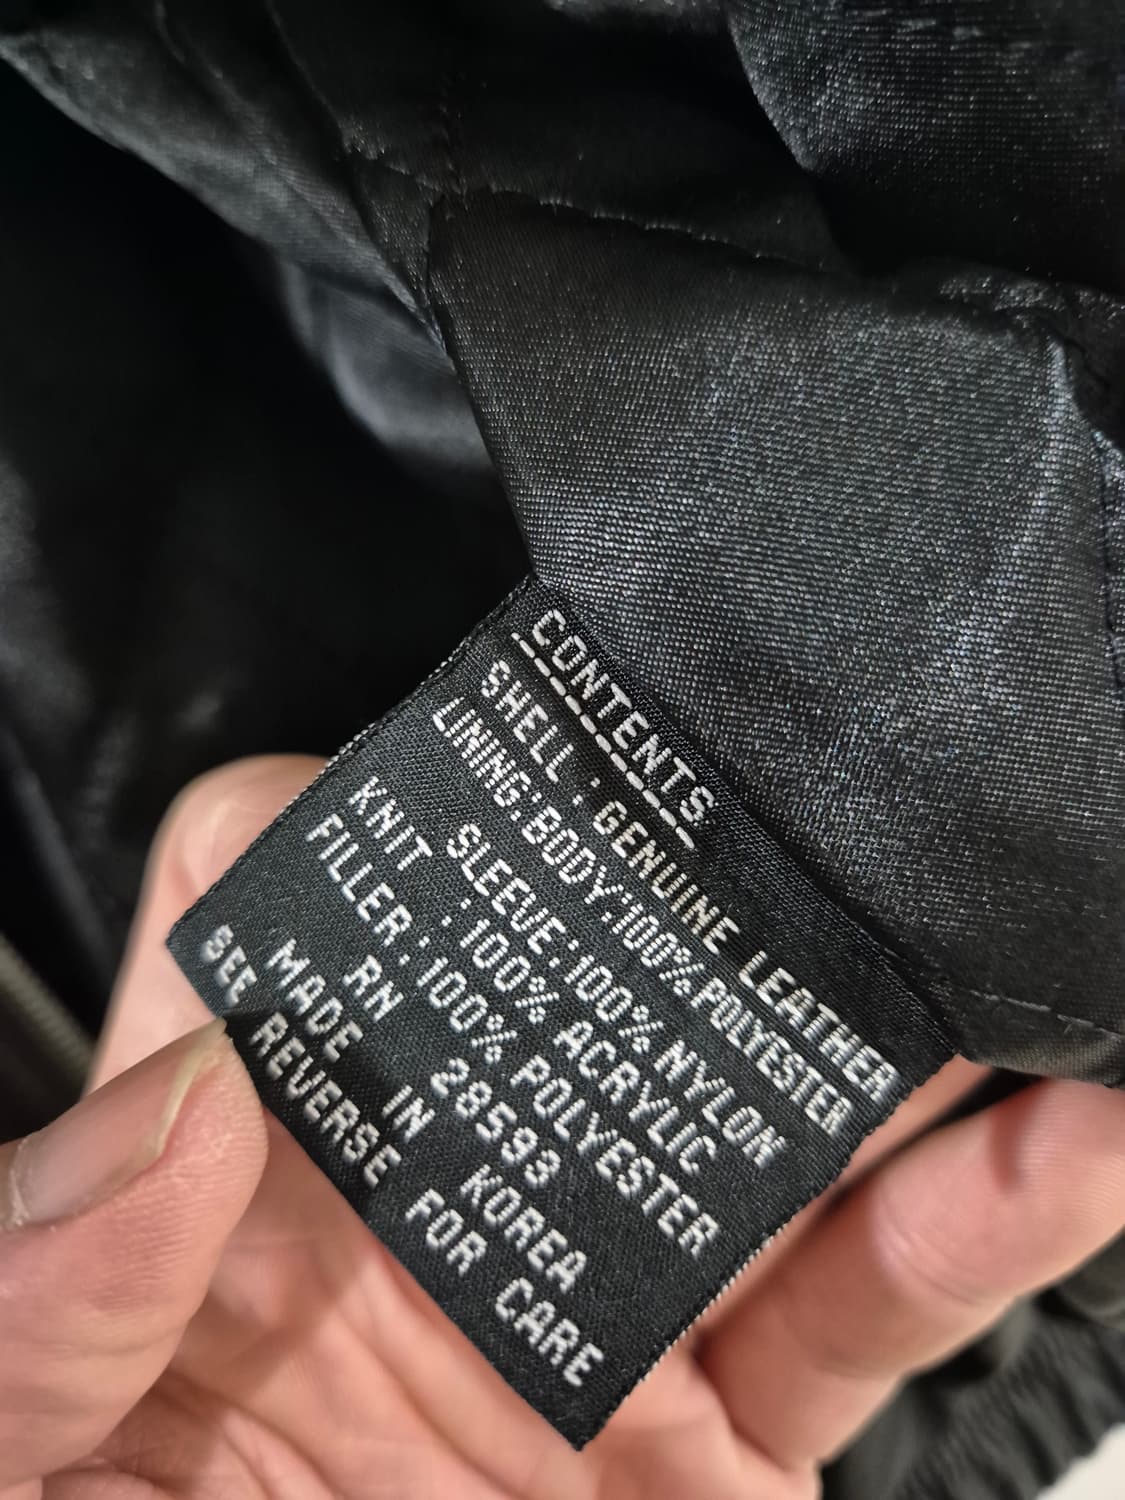 CONTENTS
SHELL : GENUINE LEATHER
LINING:BODY:100% POLYESTER
SLEEVE:100% NYLON
KNIT :100% ACRYLIC
FILLER:100% POLYESTER
RN 28593
MADE IN KOREA
SEE REVERSE FOR CARE